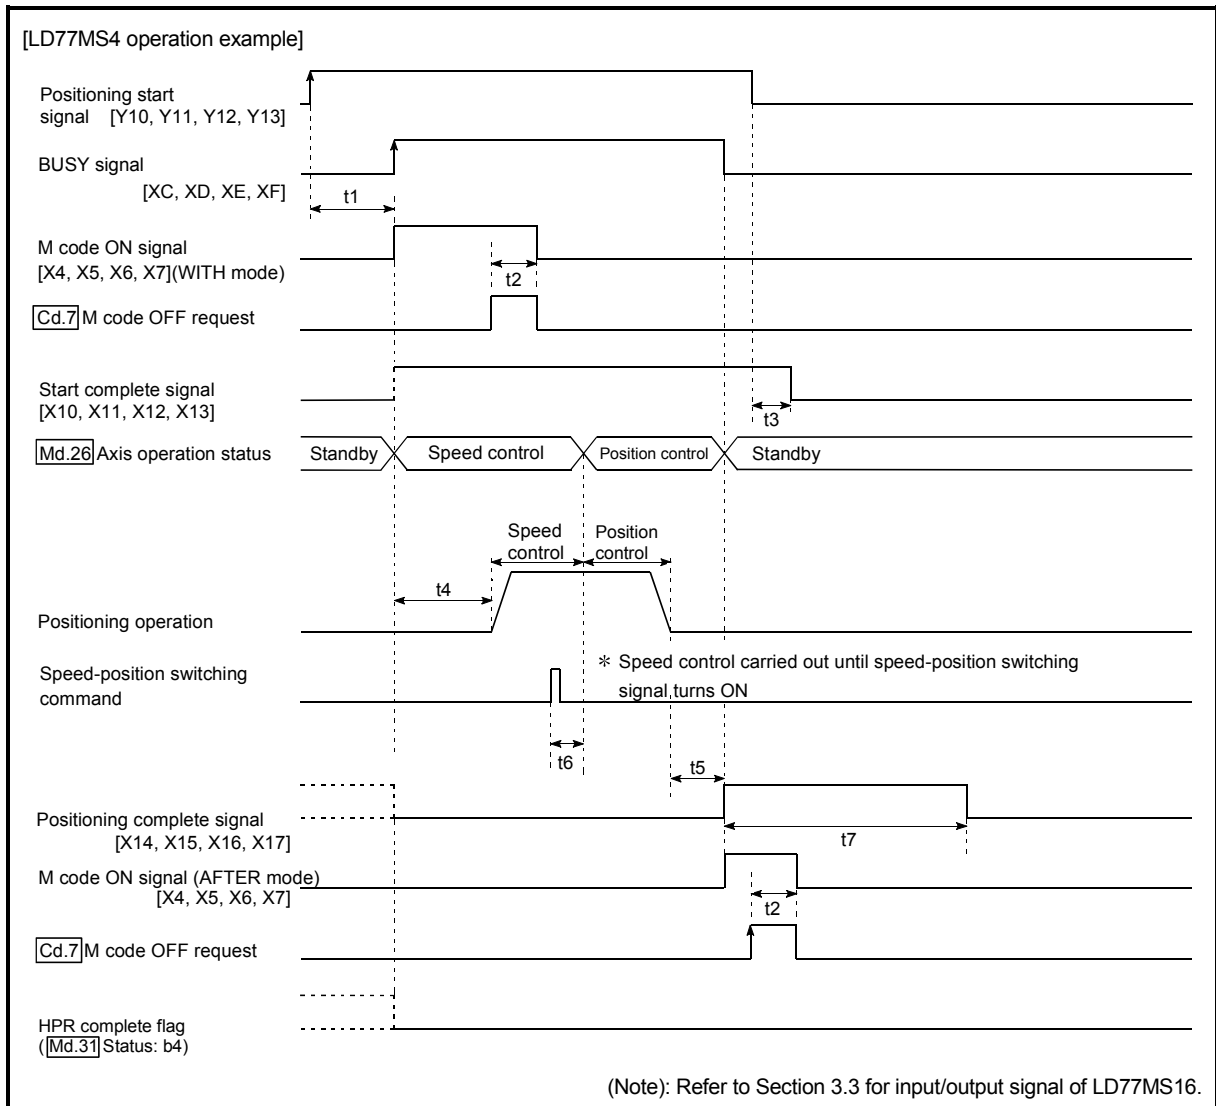 [LD77MS4 operation example]
Positioning start
signal [Y10, Y11, Y12, Y13]
BUSY signal
[XC, XD, XE, XF]
t1
M code ON signal
[X4, X5, X6, X7](WITH mode)
t2
Cd.7 M code OFF request
Start complete signal
[X10, X11, X12, X13]
t3
Md.26 Axis operation status
Standby
Speed control
Position control
Standby
Speed
control
Position
control
t4
Positioning operation
Speed-position switching
command
* Speed control carried out until speed-position switching
signal turns ON
t6
t5
Positioning complete signal
[X14, X15, X16, X17]
t7
M code ON signal (AFTER mode)
[X4, X5, X6, X7]
t2
Cd.7 M code OFF request
HPR complete flag
( Md.31 Status: b4)
(Note): Refer to Section 3.3 for input/output signal of LD77MS16.